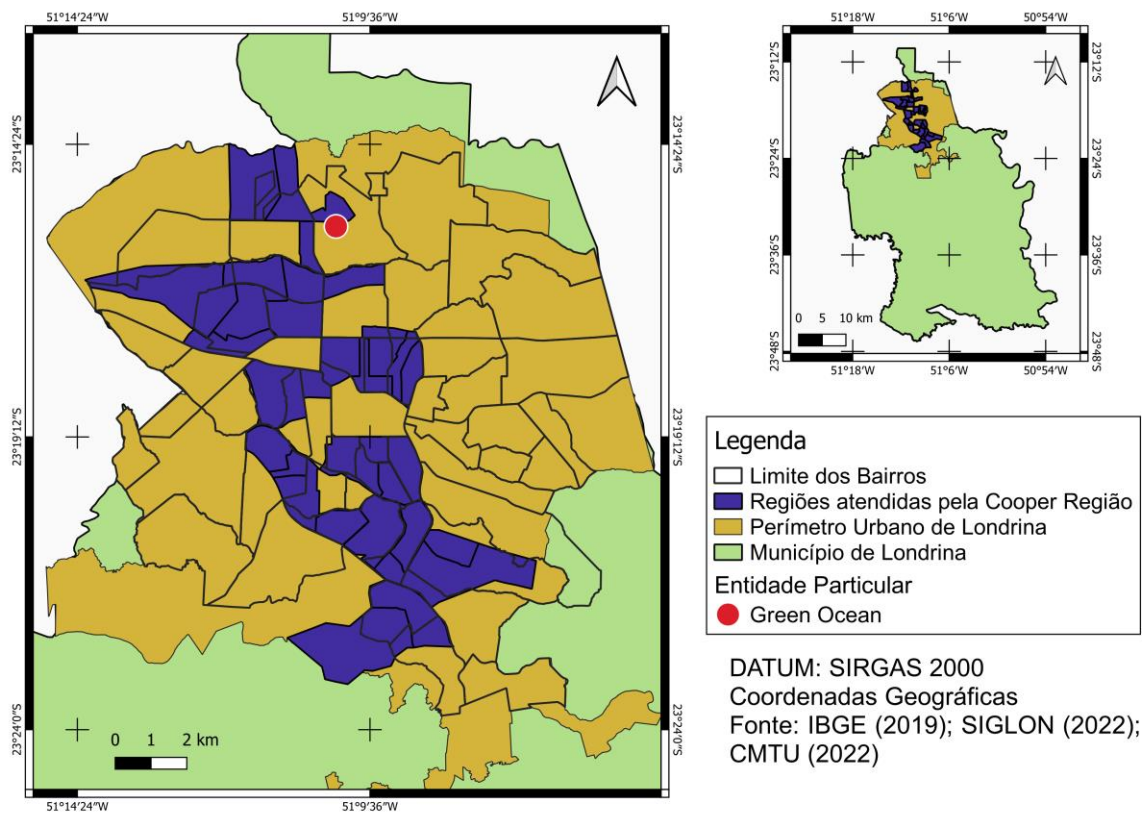 51°14'24"W
51°9'36"W
23°14'24"S
23°14'24"S
23°19'12"S
23°19'12"S
23°24'0"S
23°24'0"S
0 1 2 km
51°14'24"W
51°9'36"W
51°18'W
51°6'W
50°54'W
23°12'S
23°12'S
23°24'S
23°24'S
23°36'S
23°36'S
0 5 10 km
23°48'S
23°48'S
51°18'W
51°6'W
50°54'W
Legenda
Limite dos Bairros
Regiões atendidas pela Cooper Região
Perímetro Urbano de Londrina
Município de Londrina
Entidade Particular
Green Ocean
DATUM: SIRGAS 2000
Coordenadas Geográficas
Fonte: IBGE (2019); SIGLON (2022);
CMTU (2022)